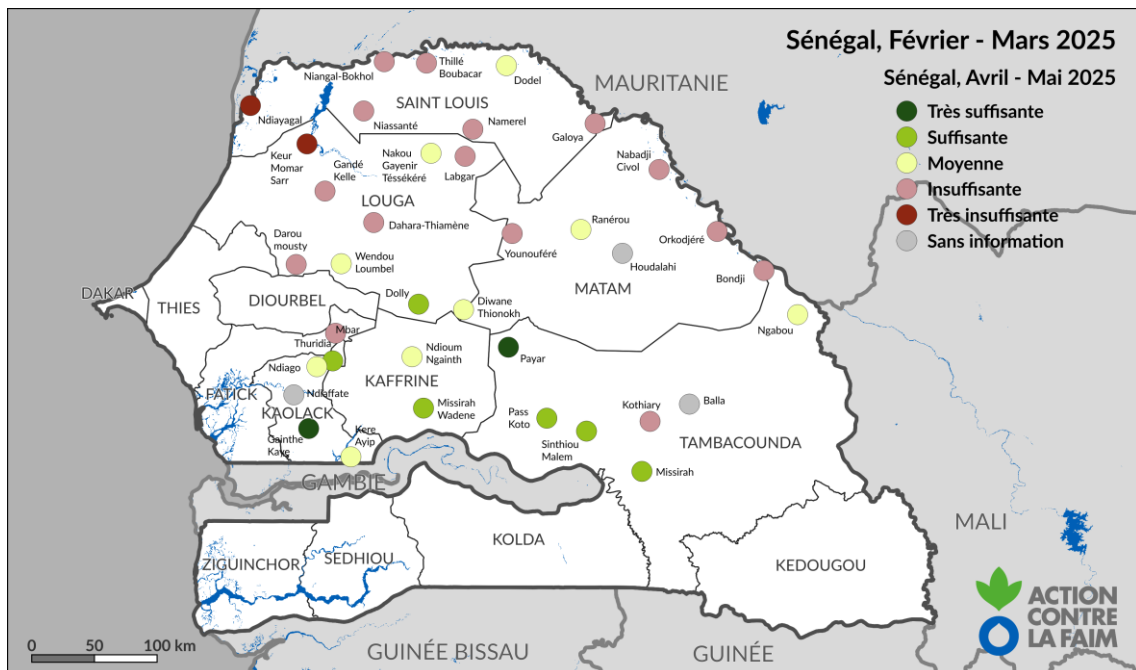 Sénégal, Février - Mars 2025
Sénégal, Avril - Mai 2025
Très suffisante
Suffisante
Moyenne
Insuffisante
Très insuffisante
Sans information
MAURITANIE
Niangal-Bokhol
Thillé
Boubacar
Dodel
SAINT LOUIS
Ndiayagal
Niassanté
Namerel
Galoya
Keur
Momar
Sarr
Gandé
Kelle
Nakou
Gayenir
Téssékéré
Labgar
Nabadji
Civol
LOUGA
Dahara-Thiamène
Ranérou
Younouféré
Orkodjéré
Darou
mousty
Wendou
Loumbel
Houdalahi
Bondji
DAKAR
THIES
DIOURBEL
Dolly
Diwane
Thionokh
MATAM
Ngabou
Mbar
Thuridia
Ndiago
Ndioum
Ngainth
Payar
KAFFRINE
FATICK
Ndiaffate
KAOLACK
Missirah
Wadene
Pass
Koto
Kothiary
Balla
Gainthe
Kaye
Kere
Ayip
Sinthiou
Malem
TAMBACOUNDA
Missirah
GAMBIE
MALI
KOLDA
ZIGUINCHOR
SEDHIOU
KEDOUGOU
ACTION
CONTRE
LA FAIM
0 50 100 km
GUINÉE BISSAU
GUINÉE